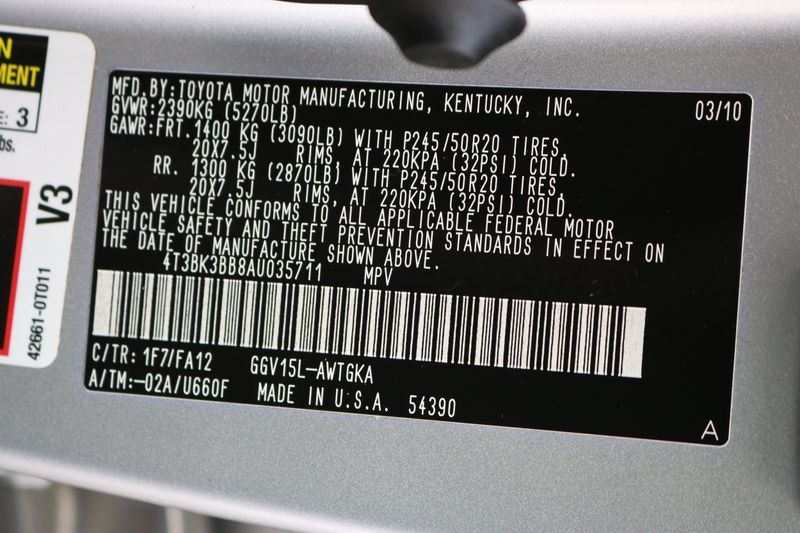 N
MENT
E: 3
bs.
V3
42661-0T011
MFD.BY:TOYOTA MOTOR MANUFACTURING, KENTUCKY, INC. 03/10
GVWR:2390KG (5270LB)
GAWR:FRT.1400 KG (3090LB) WITH P245/50R20 TIRES,
20X7.5J RIMS, AT 220KPA (32PSI) COLD.
RR. 1300 KG (2870LB) WITH P245/50R20 TIRES,
20X7.5J RIMS, AT 220KPA (32PSI) COLD.
THIS VEHICLE CONFORMS TO ALL APPLICABLE FEDERAL MOTOR
VEHICLE SAFETY AND THEFT PREVENTION STANDARDS IN EFFECT ON
THE DATE OF MANUFACTURE SHOWN ABOVE.
4T3BK3BB8AU035711 MPV
C/TR: 1F7/FA12 GGV15L-AWTGKA
A/TM:-02A/U660F MADE IN U.S.A. 54390
A